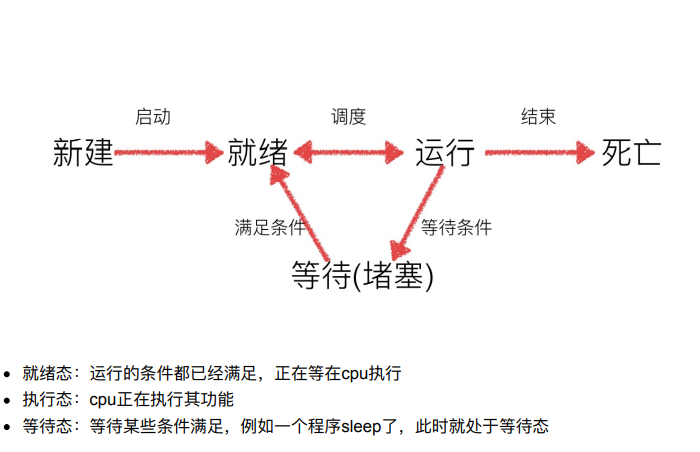 启动 调度 结束
新建 就绪 运行 死亡
满足条件 等待条件
等待(堵塞)
就绪态：运行的条件都已经满足，正在等在cpu执行
执行态：cpu正在执行其功能
等待态：等待某些条件满足，例如一个程序sleep了，此时就处于等待态